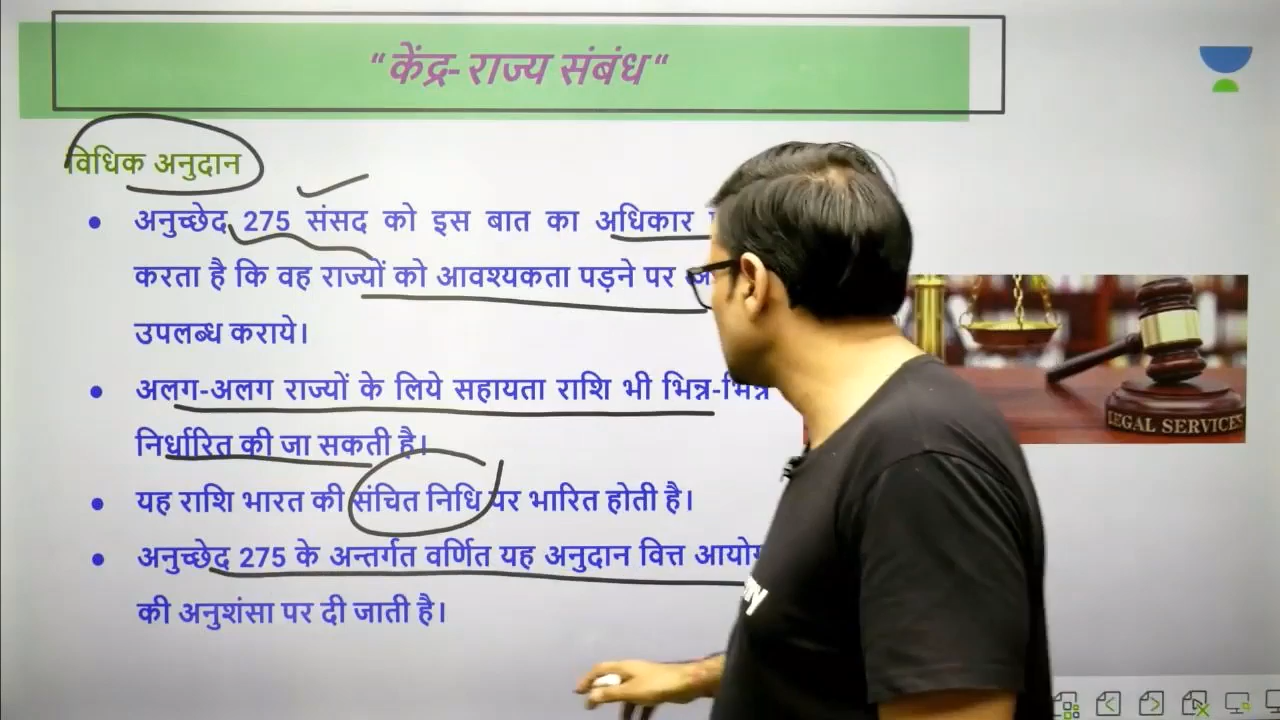 “केंद्र- राज्य संबंध“
विधिक अनुदान
• अनुच्छेद 275 संसद को इस बात का अधिकार
करता है कि वह राज्यों को आवश्यकता पड़ने पर
उपलब्ध कराये।
• अलग-अलग राज्यों के लिये सहायता राशि भी भिन्न-भिन्न
निर्धारित की जा सकती है।
• यह राशि भारत की संचित निधि पर भारित होती है।
• अनुच्छेद 275 के अन्तर्गत वर्णित यह अनुदान वित्त आयोग
की अनुशंसा पर दी जाती है।
LEGAL SERVICES